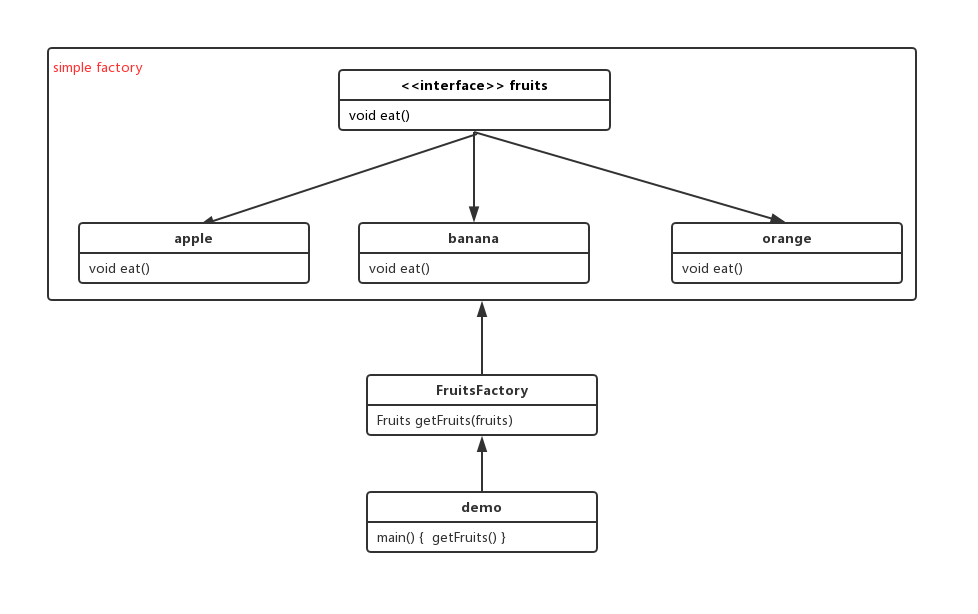 simple factory
<<interface>> fruits
void eat()
apple
void eat()
banana
void eat()
orange
void eat()
FruitsFactory
Fruits getFruits(fruits)
demo
main() {  getFruits() }